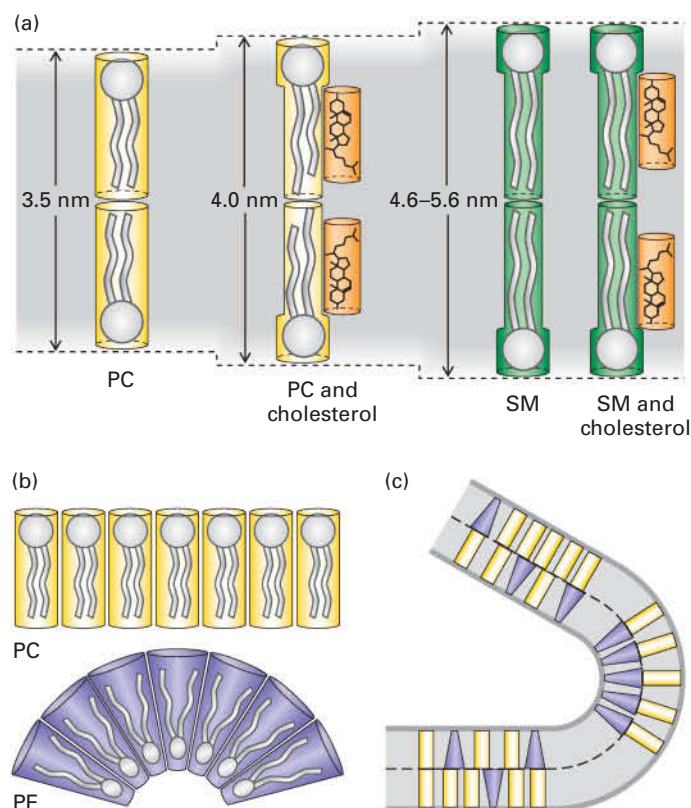 (a)
3.5 nm
4.0 nm
4.6–5.6 nm
PC
PC and
cholesterol
SM
SM and
cholesterol
(b)
PC
PE
(c)